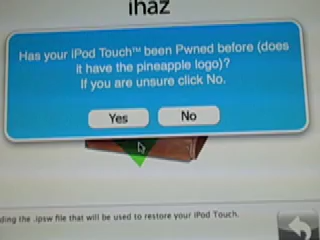 ihaz
Has your iPod Touch™ been Pwned before (does
it have the pineapple logo)?
If you are unsure click No.
Yes No
ding the .ipsw file that will be used to restore your iPod Touch.